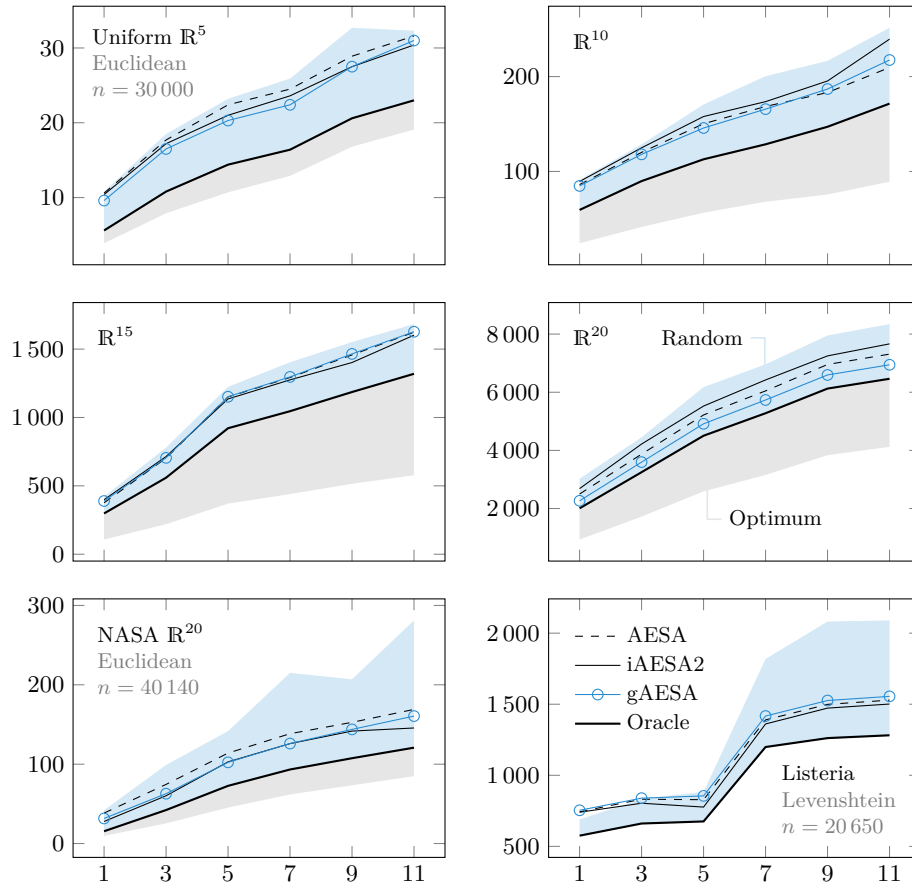 Uniform ℝ⁵
Euclidean
n = 30 000
30
20
10
ℝ¹⁰
200
100
ℝ¹⁵
1 500
1 000
500
0
ℝ²⁰
Random
Optimum
8 000
6 000
4 000
2 000
NASA ℝ²⁰
Euclidean
n = 40 140
300
200
100
0
1 3 5 7 9 11
AESA
iAESA2
gAESA
Oracle
Listeria
Levenshtein
n = 20 650
2 000
1 500
1 000
500
1 3 5 7 9 11